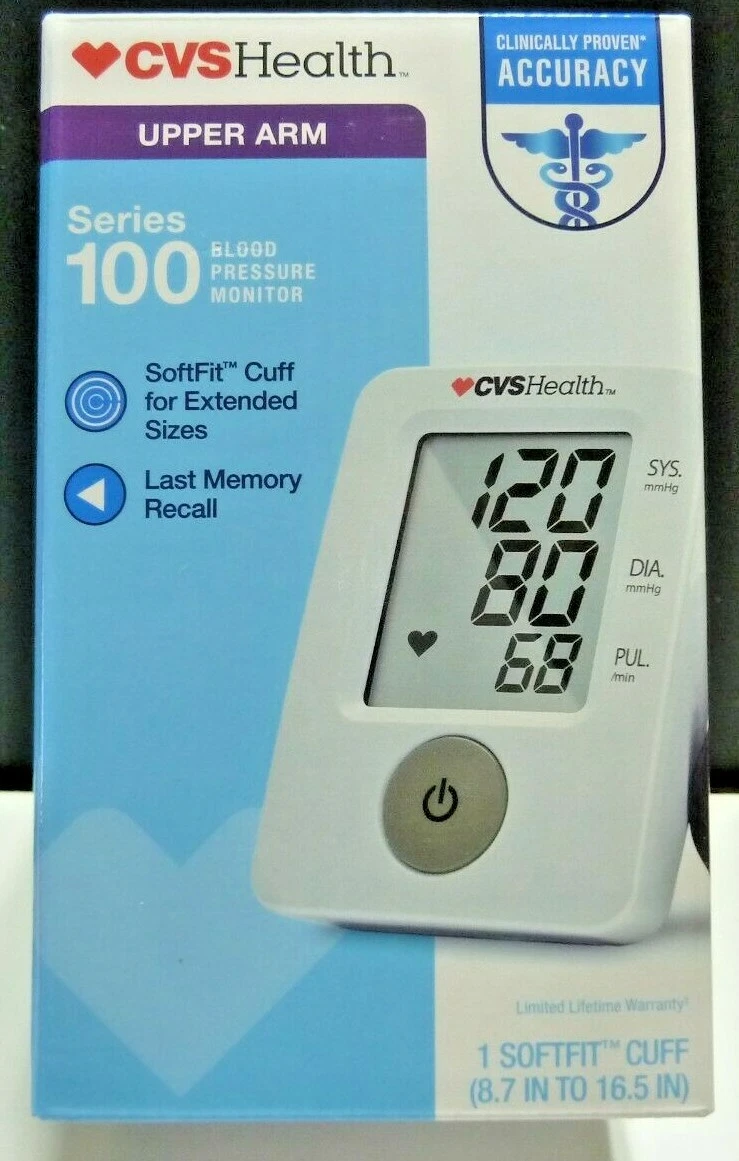 CVSHealth™
CLINICALLY PROVEN*
ACCURACY
UPPER ARM
Series
100 BLOOD
PRESSURE
MONITOR
SoftFit™ Cuff
for Extended
Sizes
Last Memory
Recall
CVSHealth™
120 SYS.
mmHg
80 DIA.
mmHg
68 PUL.
/min
Limited Lifetime Warranty†
1 SOFTFIT™ CUFF
(8.7 IN TO 16.5 IN)